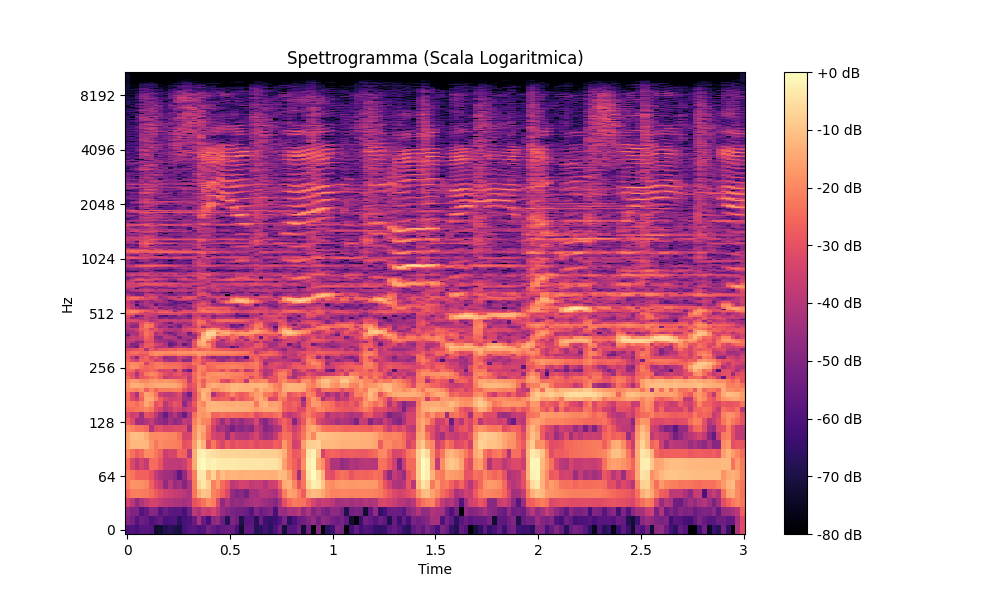 Spettrogramma (Scala Logaritmica)
Hz
8192
4096
2048
1024
512
256
128
64
0
0
0.5
1
1.5
2
2.5
3
Time
+0 dB
-10 dB
-20 dB
-30 dB
-40 dB
-50 dB
-60 dB
-70 dB
-80 dB